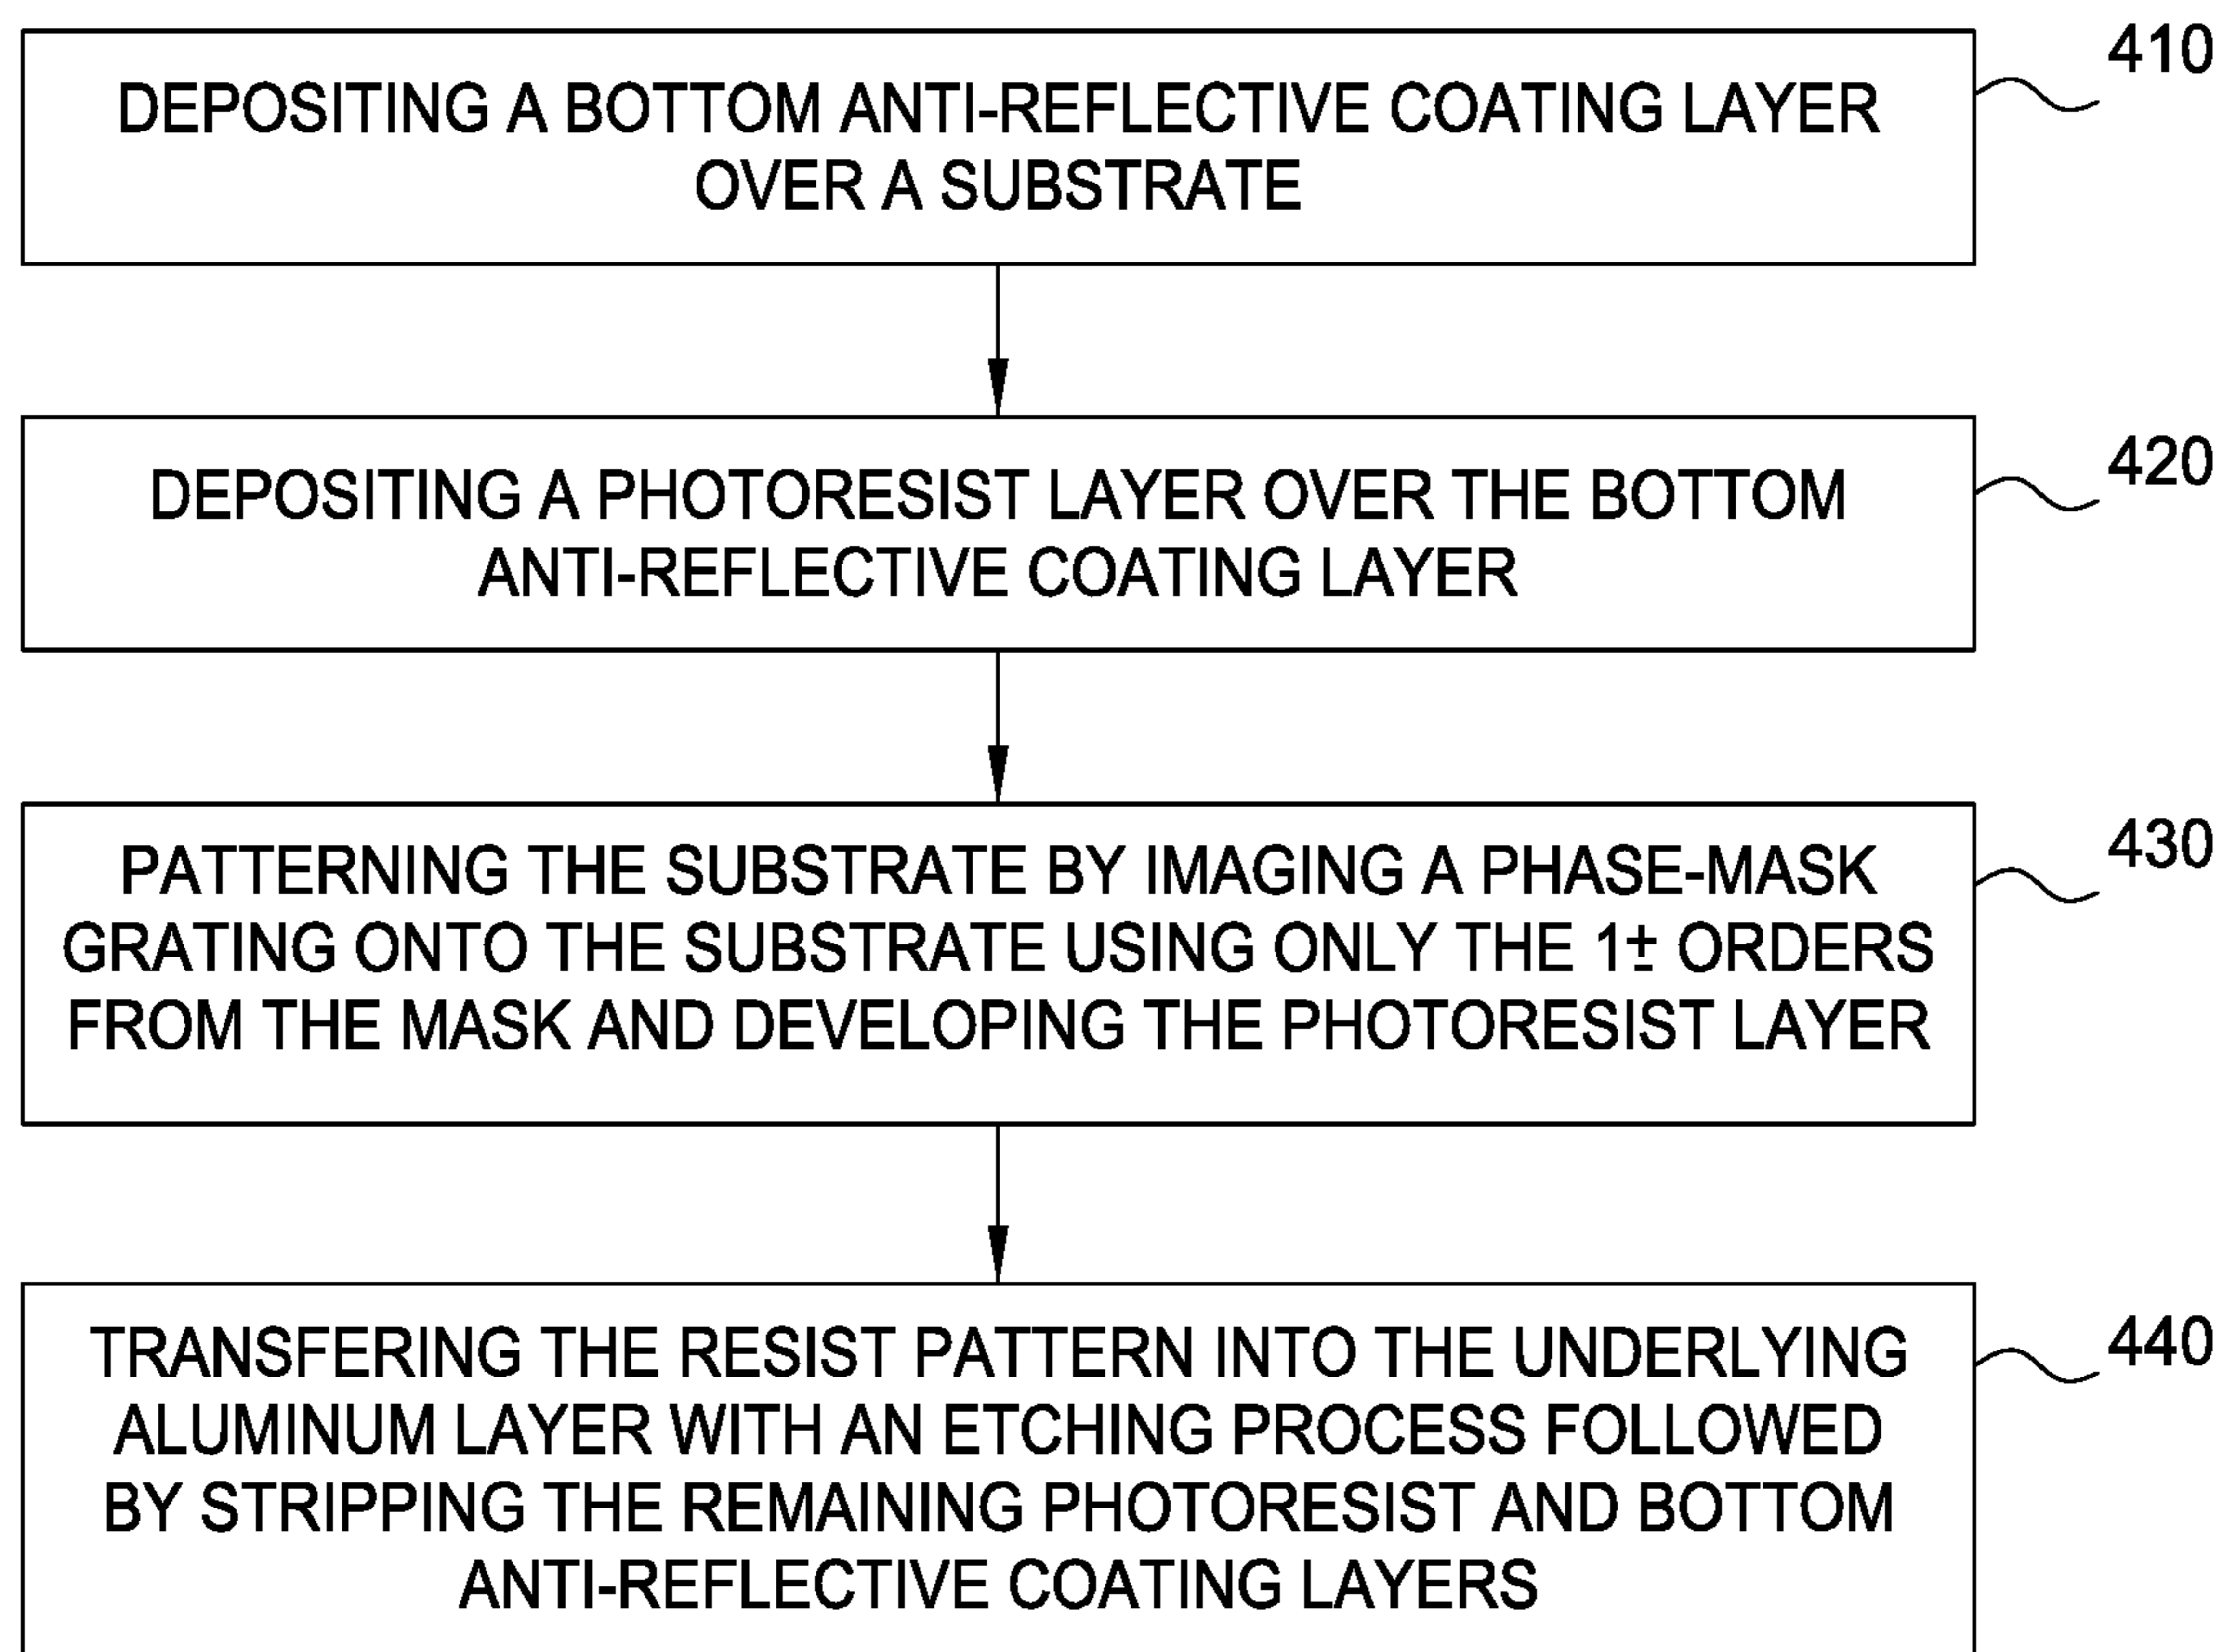 410
DEPOSITING A BOTTOM ANTI-REFLECTIVE COATING LAYER
OVER A SUBSTRATE
420
DEPOSITING A PHOTORESIST LAYER OVER THE BOTTOM
ANTI-REFLECTIVE COATING LAYER
430
PATTERNING THE SUBSTRATE BY IMAGING A PHASE-MASK
GRATING ONTO THE SUBSTRATE USING ONLY THE 1± ORDERS
FROM THE MASK AND DEVELOPING THE PHOTORESIST LAYER
440
TRANSFERING THE RESIST PATTERN INTO THE UNDERLYING
ALUMINUM LAYER WITH AN ETCHING PROCESS FOLLOWED
BY STRIPPING THE REMAINING PHOTORESIST AND BOTTOM
ANTI-REFLECTIVE COATING LAYERS